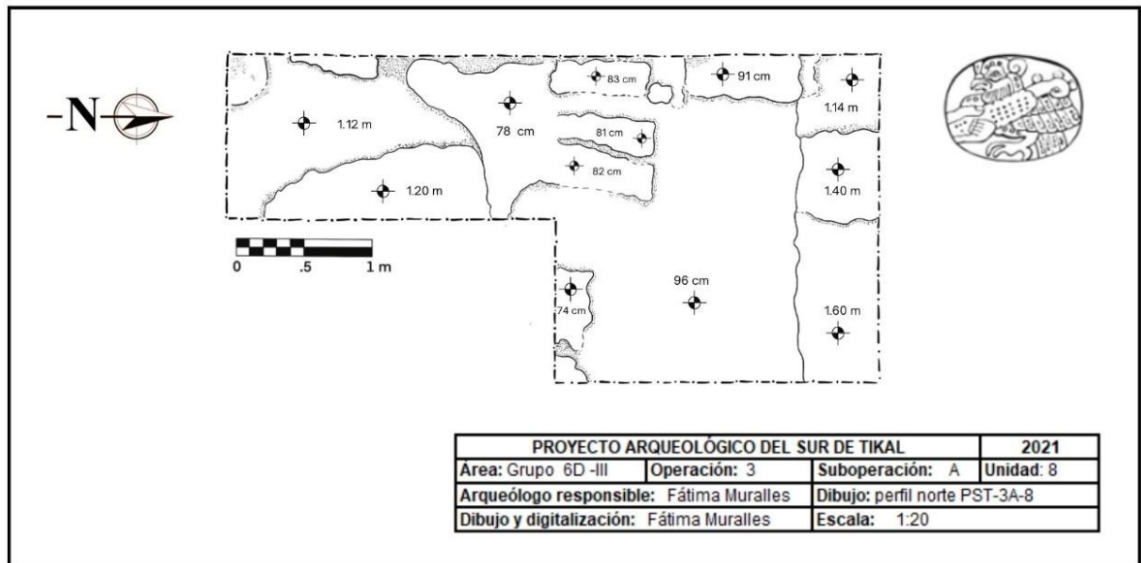 83 cm
91 cm
1.14 m
N
1.12 m
78 cm
81 cm
82 cm
1.20 m
1.40 m
0 .5 1 m
96 cm
74 cm
1.60 m
PROYECTO ARQUEOLÓGICO DEL SUR DE TIKAL 2021
Área: Grupo 6D -III Operación: 3 Suboperación: A Unidad: 8
Arqueólogo responsible: Fátima Muralles Dibujo: perfil norte PST-3A-8
Dibujo y digitalización: Fátima Muralles Escala: 1:20